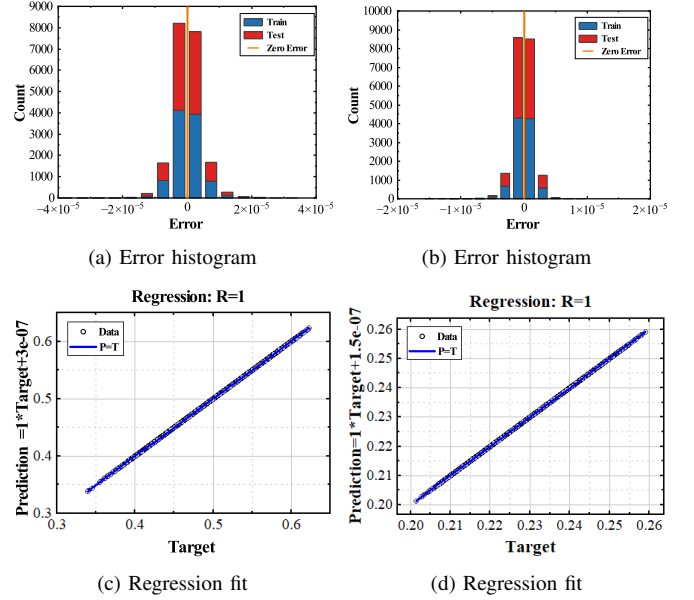 9000
8000
7000
6000
5000
4000
3000
2000
1000
0
Count
Train
Test
Zero Error
−4×10⁻⁵ −2×10⁻⁵ 0 2×10⁻⁵ 4×10⁻⁵
Error
(a) Error histogram
10000
9000
8000
7000
6000
5000
4000
3000
2000
1000
0
Count
Train
Test
Zero Error
−2×10⁻⁵ −1×10⁻⁵ 0 1×10⁻⁵ 2×10⁻⁵
Error
(b) Error histogram
Regression: R=1
Prediction =1*Target+3e-07
Data
P=T
0.6
0.5
0.4
0.3
0.3 0.4 0.5 0.6
Target
(c) Regression fit
Regression: R=1
Prediction=1*Target+1.5e-07
Data
P=T
0.26
0.25
0.24
0.23
0.22
0.21
0.20
0.20 0.21 0.22 0.23 0.24 0.25 0.26
Target
(d) Regression fit